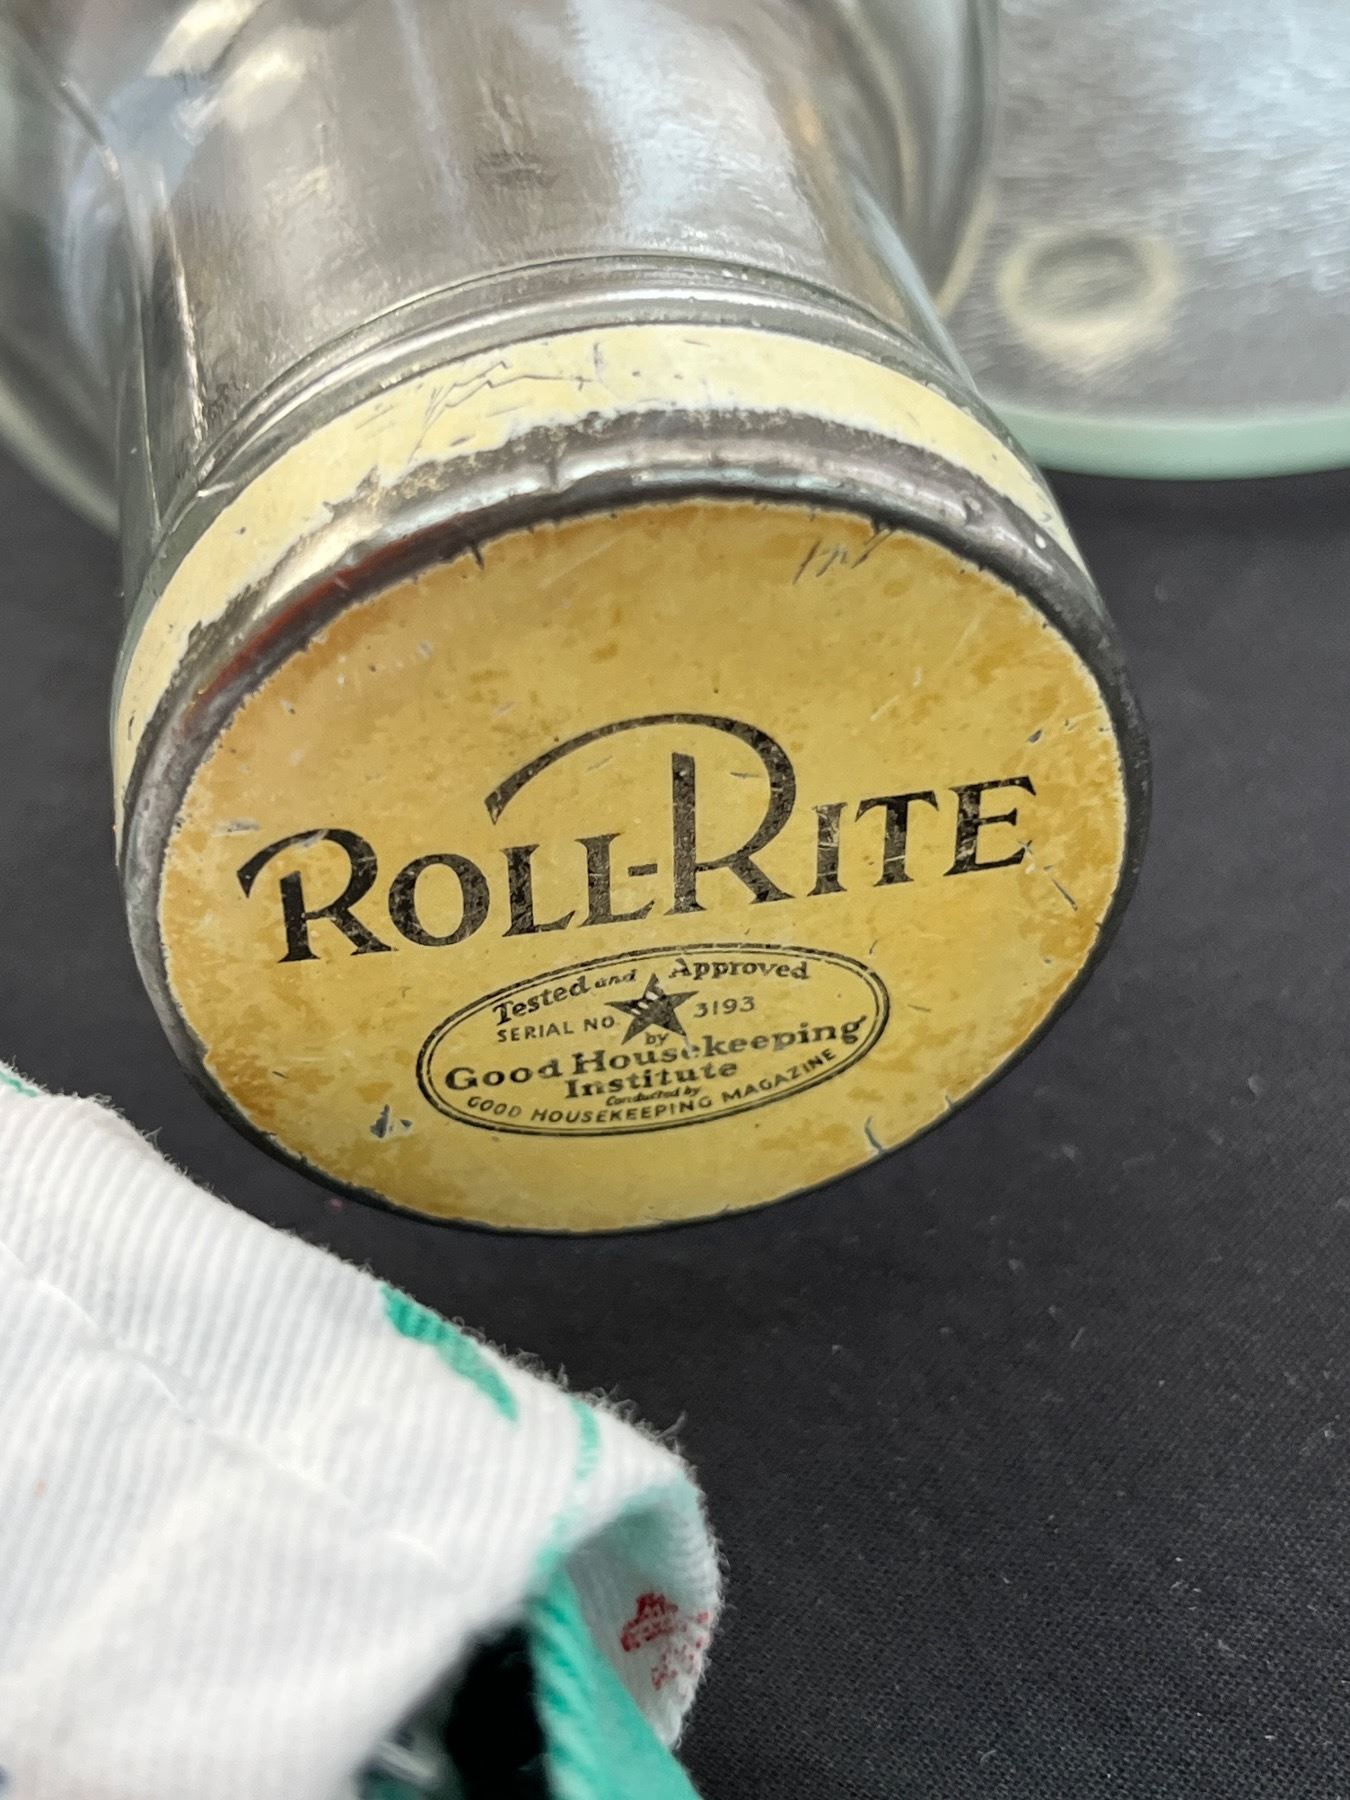 ROLL-RITE
Tested and Approved
SERIAL NO. 3193
by
Good Housekeeping
Institute
Conducted by
GOOD HOUSEKEEPING MAGAZINE